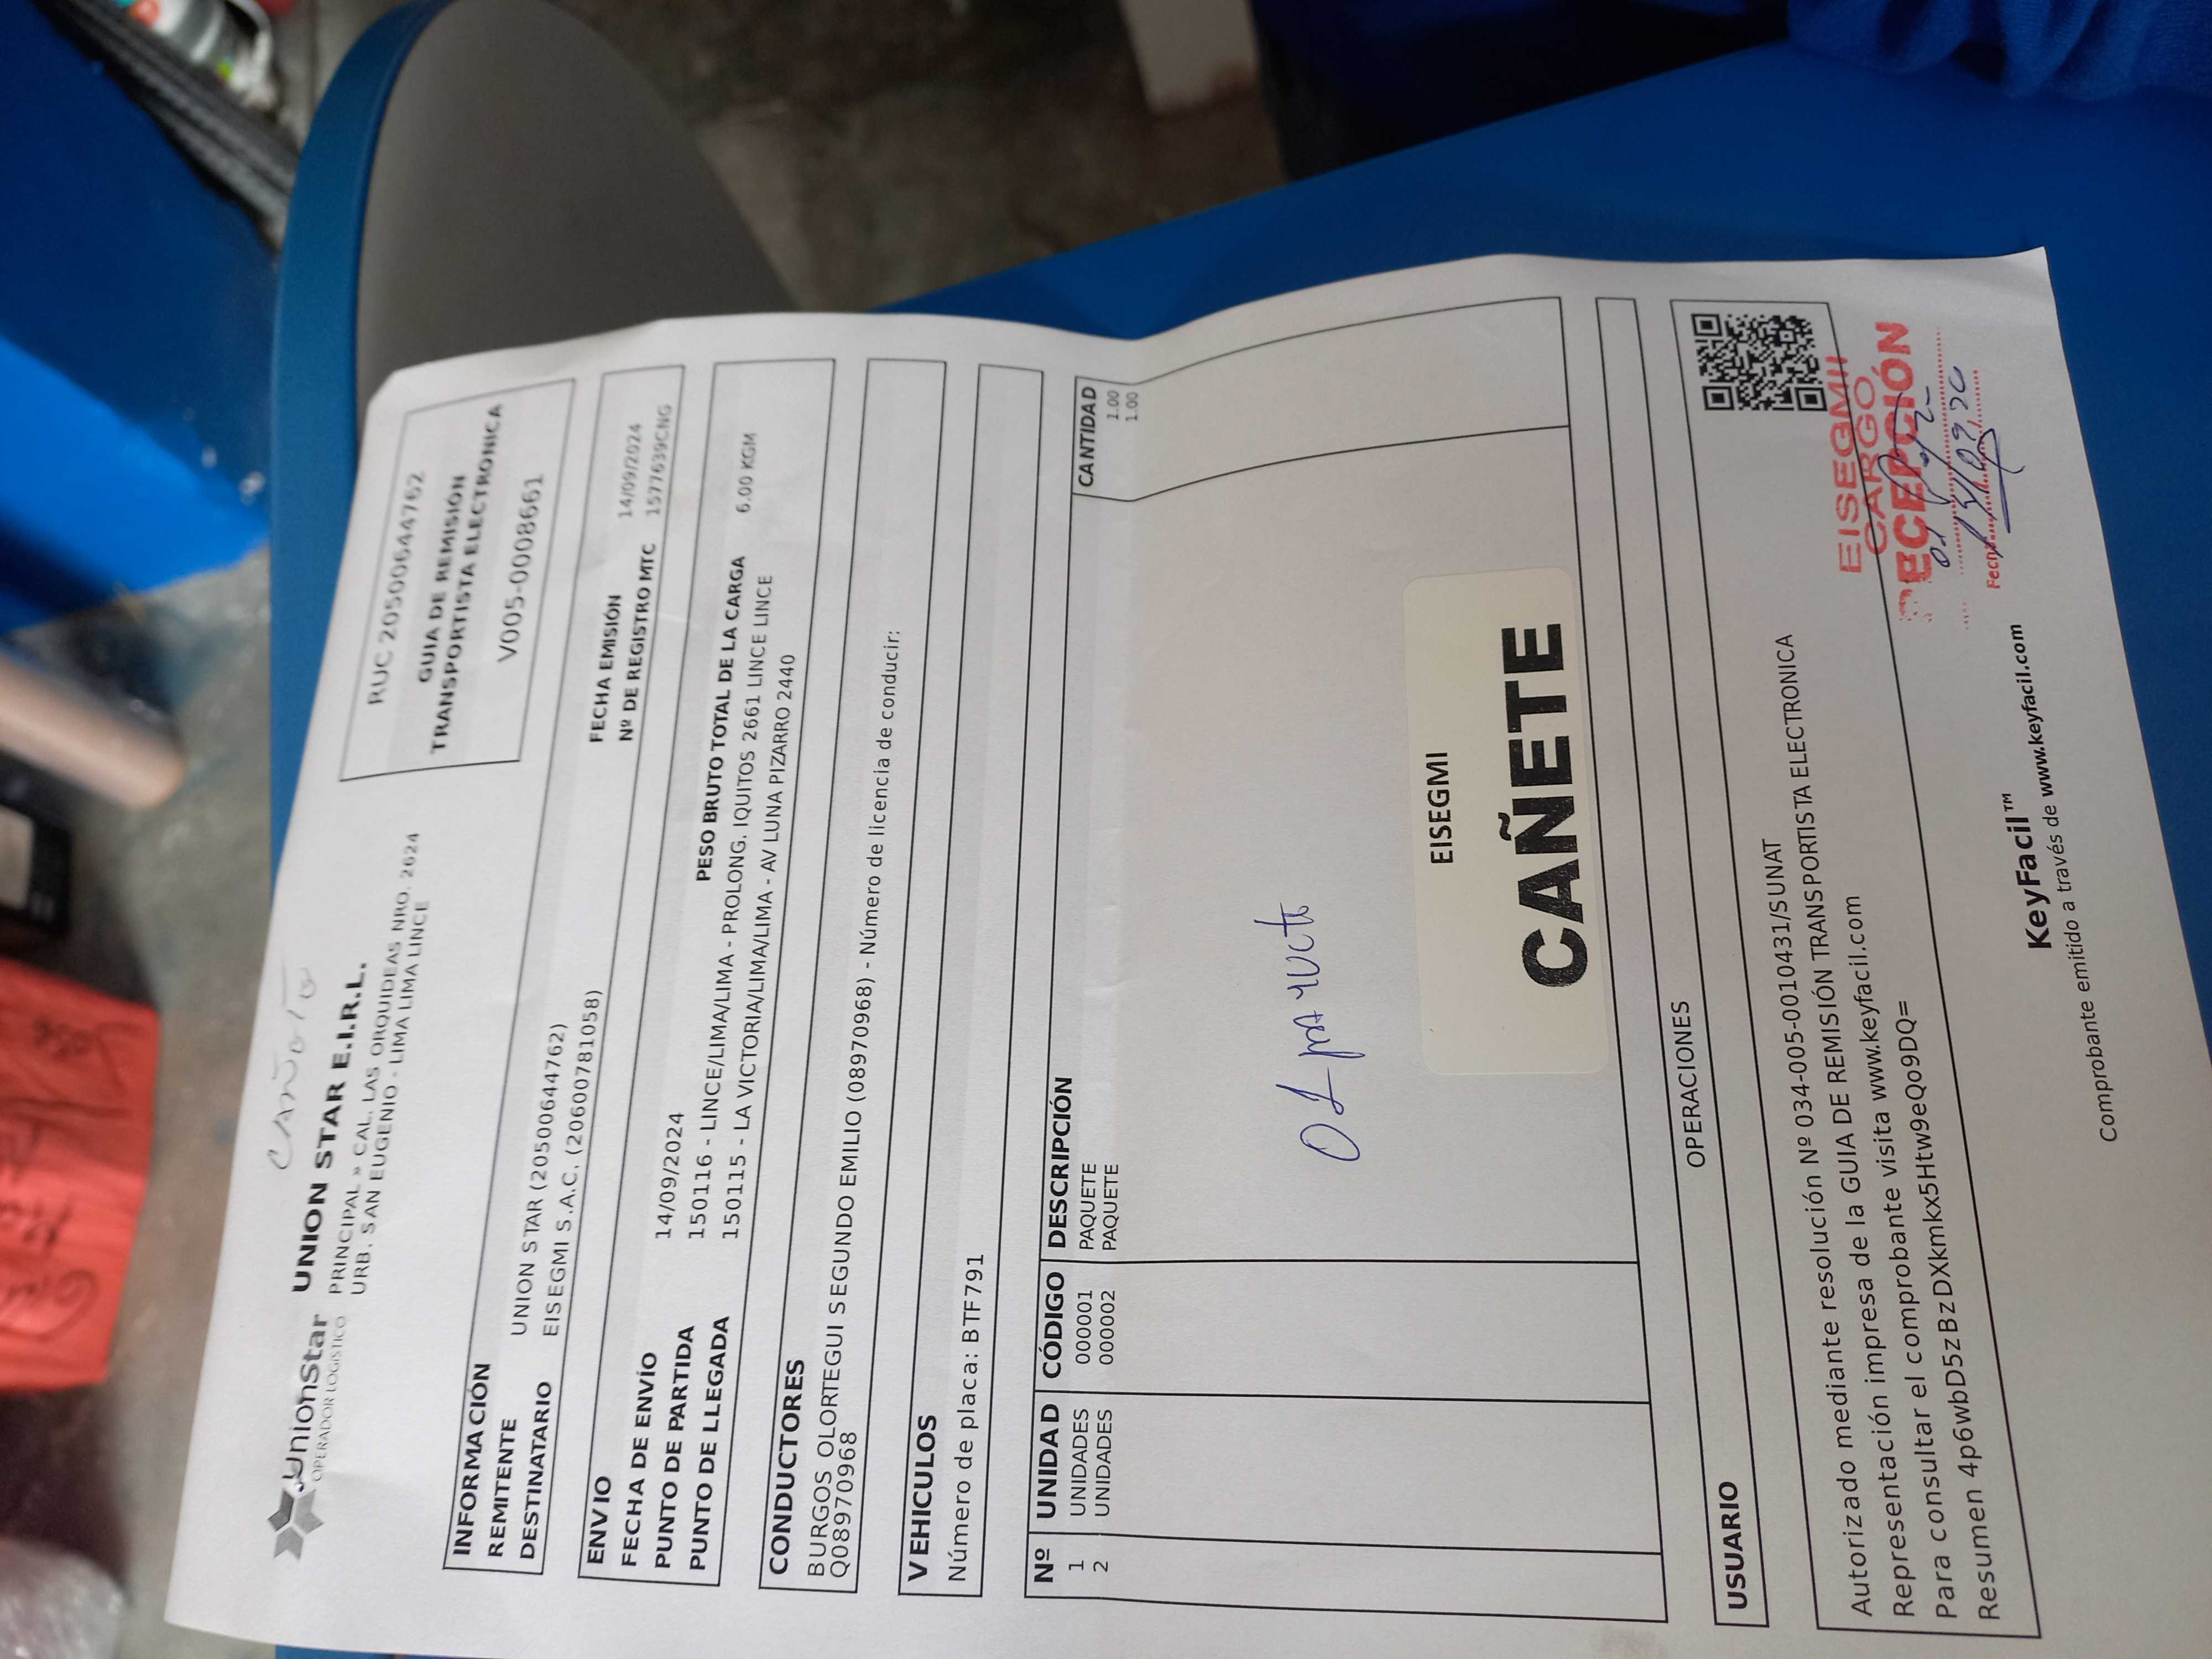 CAÑETE
UnionStar
OPERADOR LOGISTICO
UNION STAR E.I.R.L.
PRINCIPAL » CAL. LAS ORQUIDEAS NRO. 2624
URB. SAN EUGENIO - LIMA LIMA LINCE
RUC 20500644762
GUIA DE REMISIÓN
TRANSPORTISTA ELECTRONICA
V005-0008661
INFORMACIÓN
REMITENTE UNION STAR (20500644762)
DESTINATARIO EISEGMI S.A.C. (20600781058)
ENVIO
FECHA EMISIÓN 14/09/2024
Nº DE REGISTRO MTC 1577639CNG
FECHA DE ENVÍO 14/09/2024
PESO BRUTO TOTAL DE LA CARGA 6.00 KGM
PUNTO DE PARTIDA 150116 - LINCE/LIMA/LIMA - PROLONG. IQUITOS 2661 LINCE LINCE
PUNTO DE LLEGADA 150115 - LA VICTORIA/LIMA/LIMA - AV LUNA PIZARRO 2440
CONDUCTORES
BURGOS OLORTEGUI SEGUNDO EMILIO (08970968) - Número de licencia de conducir:
Q08970968
VEHICULOS
Número de placa: BTF791
Nº UNIDAD CÓDIGO DESCRIPCIÓN CANTIDAD
1 UNIDADES 000001 PAQUETE 1.00
2 UNIDADES 000002 PAQUETE 1.00
01 paquete
EISEGMI
CAÑETE
OPERACIONES
USUARIO
Autorizado mediante resolución Nº 034-005-0010431/SUNAT
Representación impresa de la GUIA DE REMISIÓN TRANSPORTISTA ELECTRONICA
Para consultar el comprobante visita www.keyfacil.com
Resumen 4p6wbD5zBzDXkmkx5Htw9eQo9DQ=
EISEGMI
CARGO
RECEPCIÓN
Fecha
KeyFacil™
Comprobante emitido a través de www.keyfacil.com